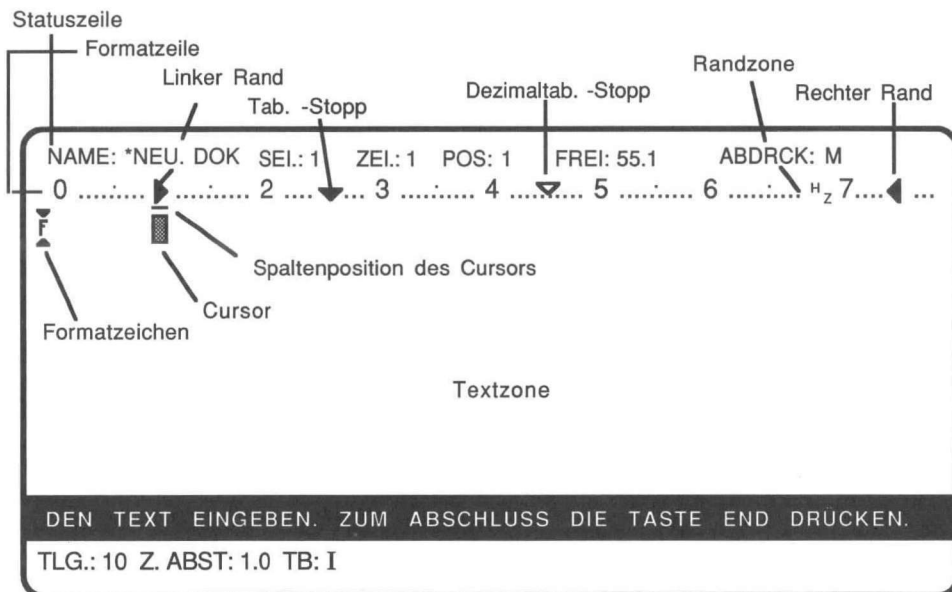 Statuszeile
Formatzeile
Linker Rand
Tab. -Stopp
Dezimaltab. -Stopp
Randzone
Rechter Rand
NAME: *NEU. DOK SEI.: 1 ZEI.: 1 POS: 1 FREI: 55.1 ABDRCK: M
0 2 3 4 5 6 HZ 7
F
Spaltenposition des Cursors
Cursor
Formatzeichen
Textzone
DEN TEXT EINGEBEN. ZUM ABSCHLUSS DIE TASTE END DRÜCKEN.
TLG.: 10 Z. ABST: 1.0 TB: I